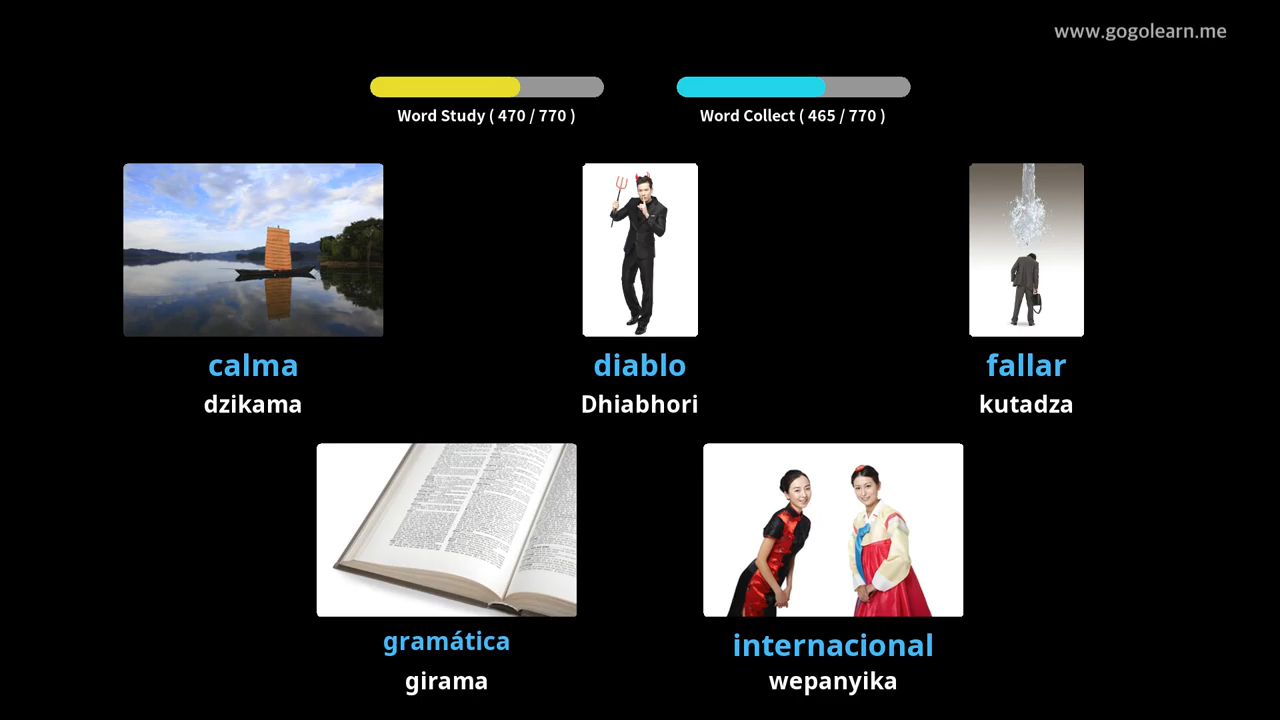 www.gogolearn.me
Word Study ( 470 / 770 )
Word Collect ( 465 / 770 )
calma
dzikama
diablo
Dhiabhori
fallar
kutadza
gramática
girama
internacional
wepanyika